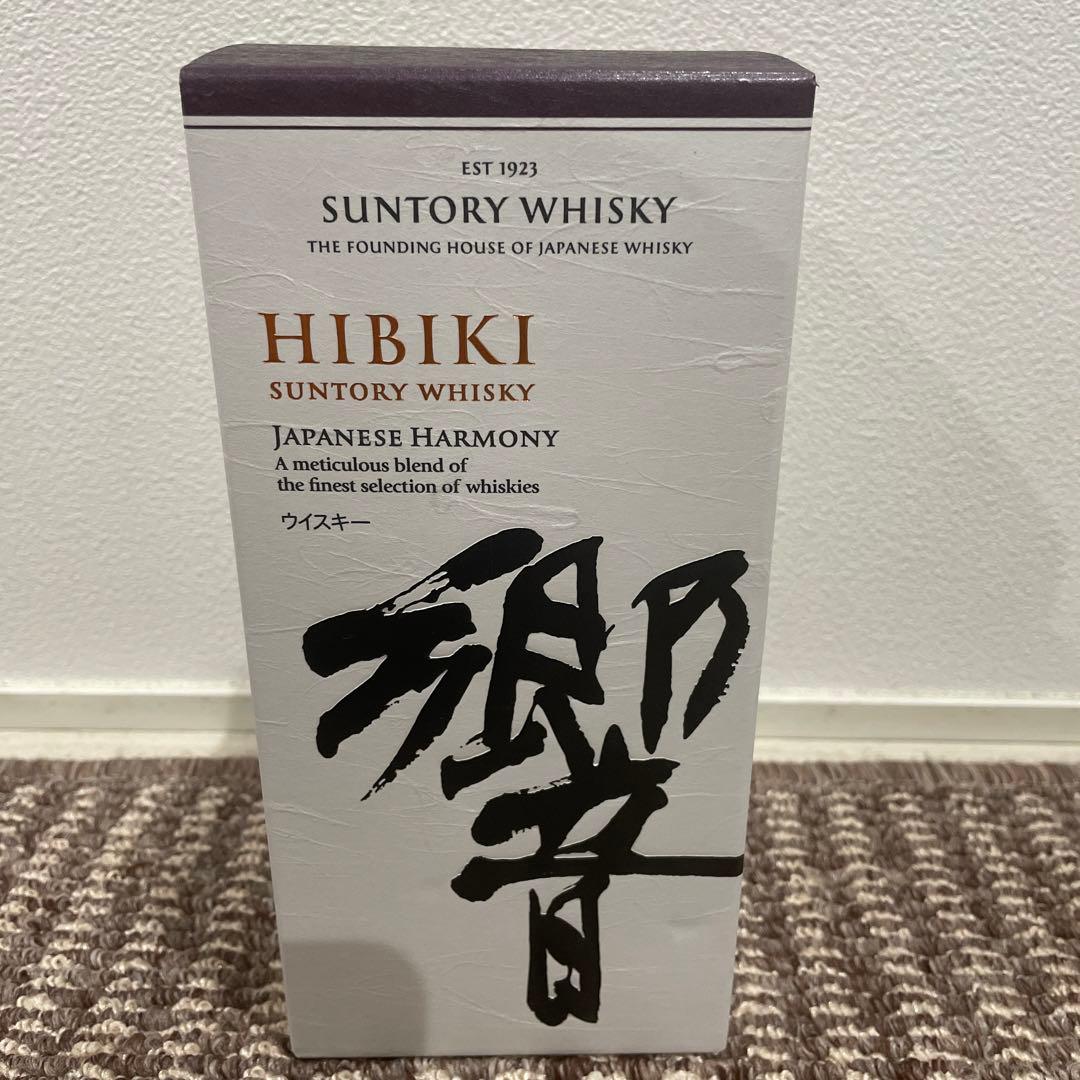 EST 1923
SUNTORY WHISKY
THE FOUNDING HOUSE OF JAPANESE WHISKY
HIBIKI
SUNTORY WHISKY
JAPANESE HARMONY
A meticulous blend of
the finest selection of whiskies
ウイスキー
響